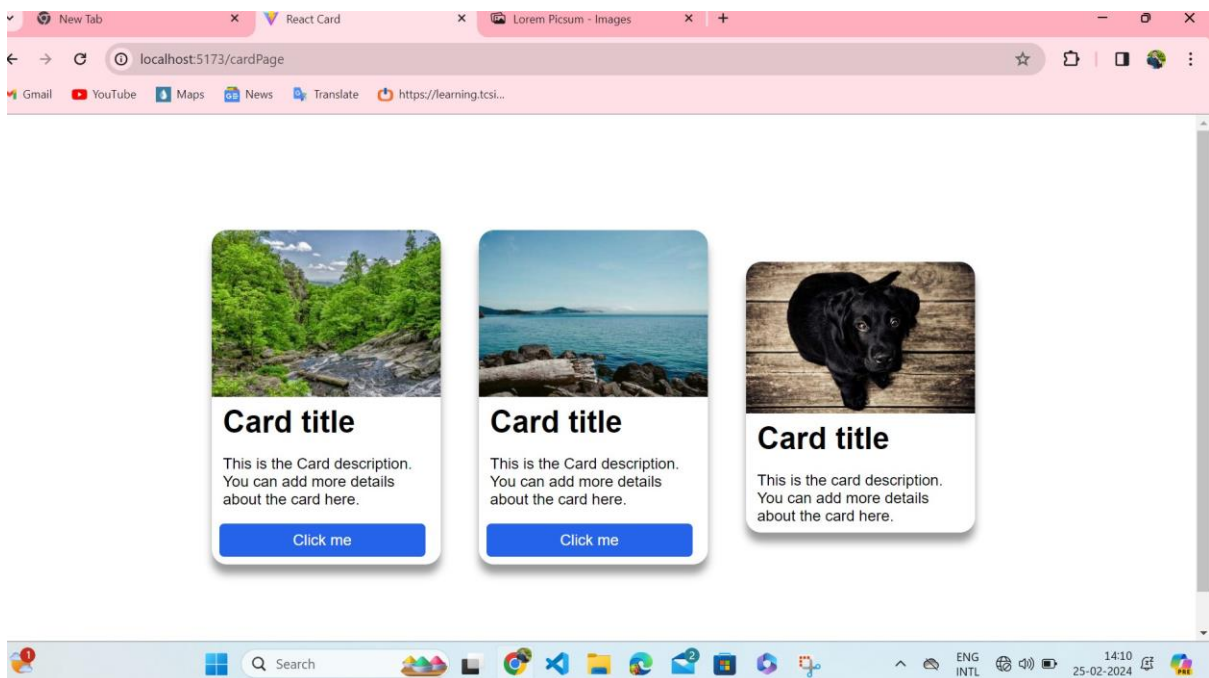 New Tab
React Card
Lorem Picsum - Images
localhost:5173/cardPage
Gmail
YouTube
Maps
News
Translate
https://learning.tcsi...
Card title
This is the Card description.
You can add more details
about the card here.
Click me
Card title
This is the Card description.
You can add more details
about the card here.
Click me
Card title
This is the card description.
You can add more details
about the card here.
1
Search
2
ENG
INTL
14:10
25-02-2024
PRE